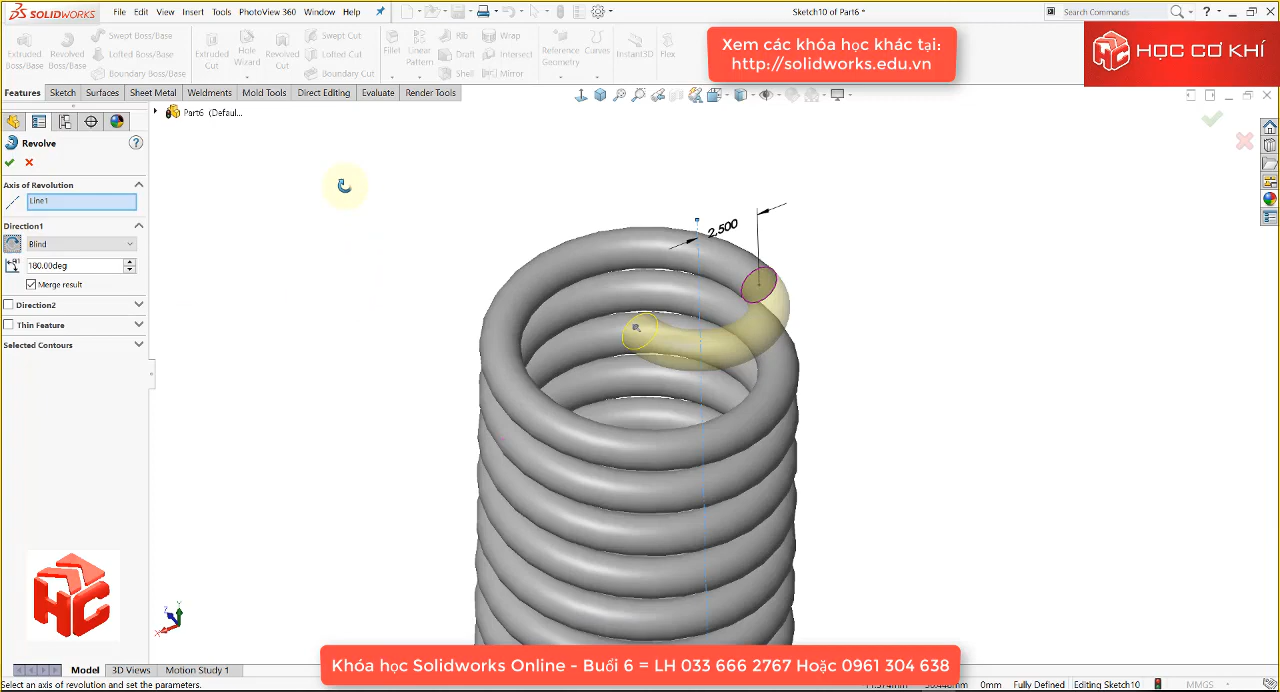 SOLIDWORKS File Edit View Insert Tools PhotoView 360 Window Help Sketch10 of Part6 * Search Commands
Extruded Boss/Base
Revolved Boss/Base
Swept Boss/Base
Lofted Boss/Base
Boundary Boss/Base
Extruded Cut
Hole Wizard
Revolved Cut
Swept Cut
Lofted Cut
Boundary Cut
Fillet
Linear Pattern
Rib
Draft
Shell
Wrap
Intersect
Mirror
Reference Geometry
Curves
Instant3D
Flex
Xem các khóa học khác tại:
http://solidworks.edu.vn
HỌC CƠ KHÍ
Features Sketch Surfaces Sheet Metal Weldments Mold Tools Direct Editing Evaluate Render Tools
Part6 (Defaul...
Revolve
Axis of Revolution
Line1
Direction1
Blind
180.00deg
Merge result
Direction2
Thin Feature
Selected Contours
2,500
HC
Y
Z
X
Khóa học Solidworks Online - Buổi 6 = LH 033 666 2767 Hoặc 0961 304 638
Model 3D Views Motion Study 1
Select an axis of revolution and set the parameters. 0mm Fully Defined Editing Sketch10 MMGS